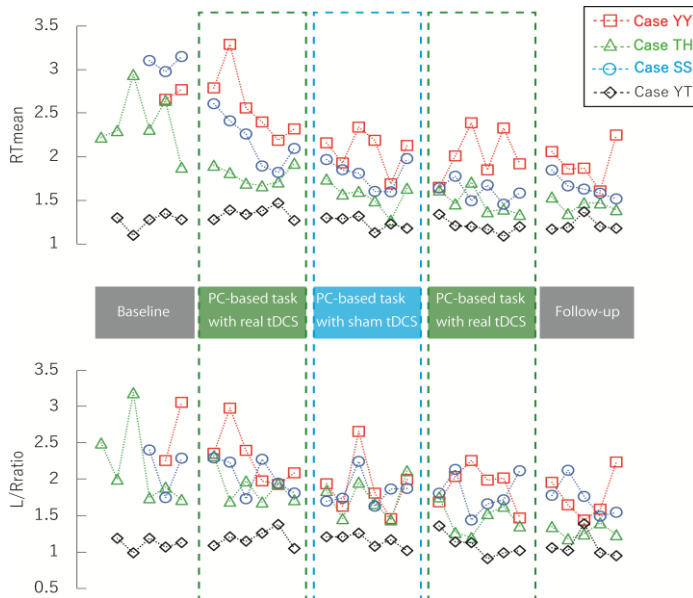 Case YY
Case TH
Case SS
Case YT
3.5
3
2.5
2
1.5
1
RTmean
Baseline
PC-based task
with real tDCS
PC-based task
with sham tDCS
PC-based task
with real tDCS
Follow-up
3.5
3
2.5
2
1.5
1
0.5
L/Rratio